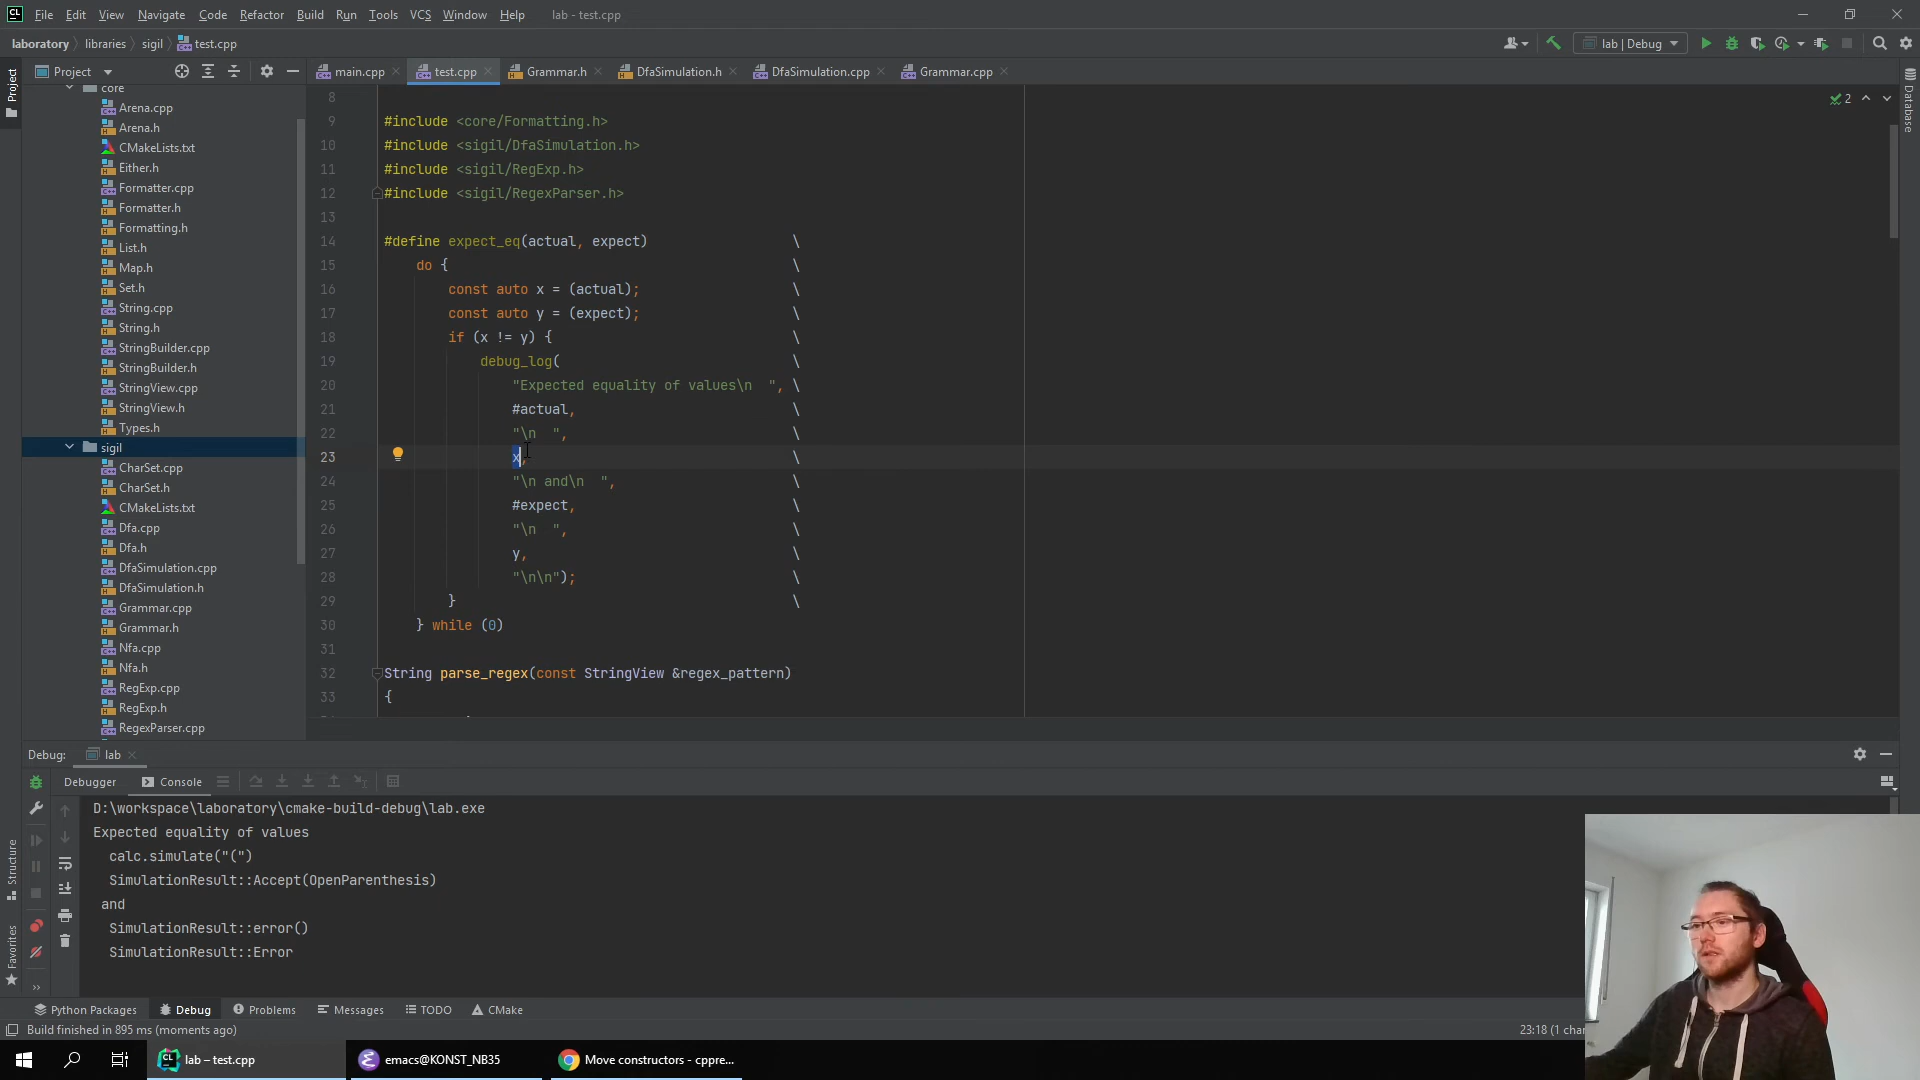 File Edit View Navigate Code Refactor Build Run Tools VCS Window Help lab - test.cpp
laboratory libraries sigil test.cpp
lab | Debug
Project
main.cpp test.cpp Grammar.h DfaSimulation.h DfaSimulation.cpp Grammar.cpp
Project
Database
2
core
Arena.cpp
Arena.h
CMakeLists.txt
Either.h
Formatter.cpp
Formatter.h
Formatting.h
List.h
Map.h
Set.h
String.cpp
String.h
StringBuilder.cpp
StringBuilder.h
StringView.cpp
StringView.h
Types.h
sigil
CharSet.cpp
CharSet.h
CMakeLists.txt
Dfa.cpp
Dfa.h
DfaSimulation.cpp
DfaSimulation.h
Grammar.cpp
Grammar.h
Nfa.cpp
Nfa.h
RegExp.cpp
RegExp.h
RegexParser.cpp
8
9 #include <core/Formatting.h>
10 #include <sigil/DfaSimulation.h>
11 #include <sigil/RegExp.h>
12 #include <sigil/RegexParser.h>
13
14 #define expect_eq(actual, expect) \
15 do { \
16 const auto x = (actual); \
17 const auto y = (expect); \
18 if (x != y) { \
19 debug_log( \
20 "Expected equality of values\n  ", \
21 #actual, \
22 "\n  ", \
23 x, \
24 "\n and\n  ", \
25 #expect, \
26 "\n  ", \
27 y, \
28 "\n\n"); \
29 } \
30 } while (0)
31
32 String parse_regex(const StringView &regex_pattern)
33 {
Debug: lab
Debugger Console
D:\workspace\laboratory\cmake-build-debug\lab.exe
Expected equality of values
calc.simulate("(")
SimulationResult::Accept(OpenParenthesis)
and
SimulationResult::error()
SimulationResult::Error
Structure
Favorites
Python Packages Debug Problems Messages TODO CMake
Build finished in 895 ms (moments ago)
23:18 (1 char
lab – test.cpp
emacs@KONST_NB35
Move constructors - cppre...